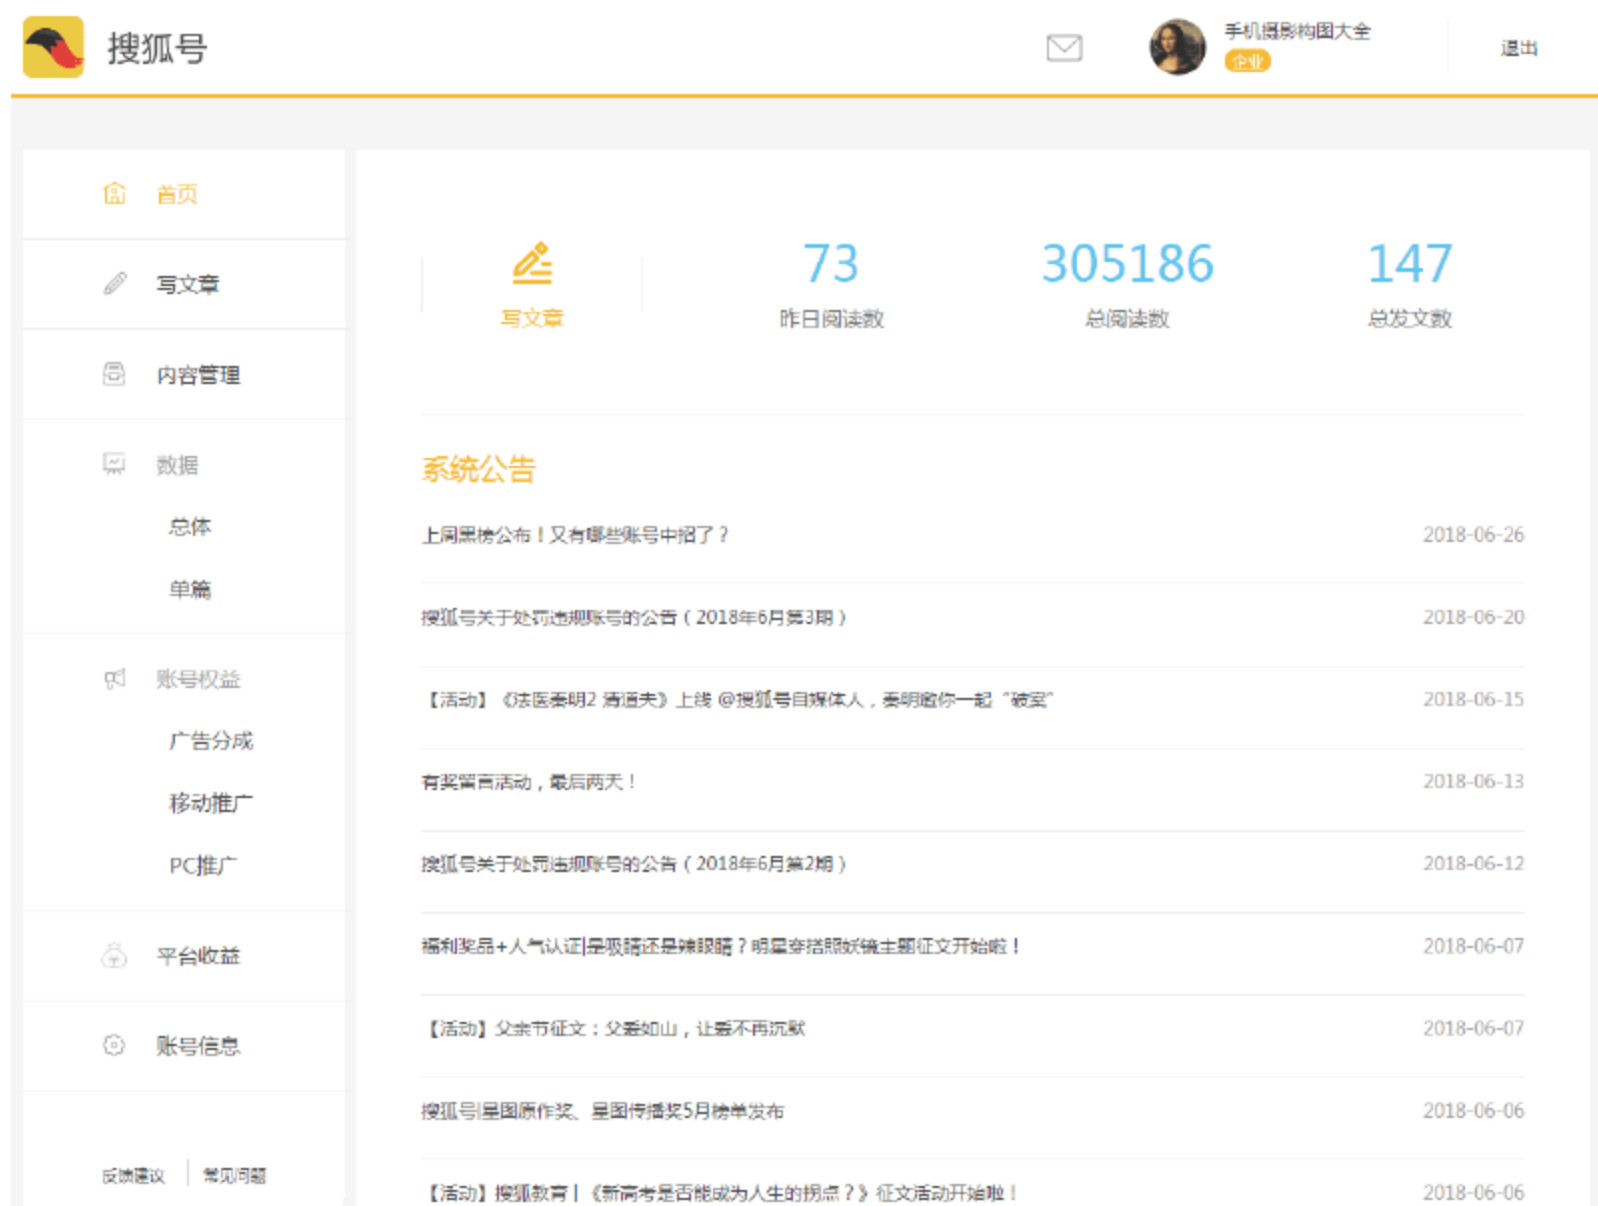 搜狐号
手机摄影构图大全
企业
退出
首页
写文章
内容管理
数据
总体
单篇
账号权益
广告分成
移动推广
PC推广
平台收益
账号信息
反馈建议 常见问题
写文章
73
昨日阅读数
305186
总阅读数
147
总发文数
系统公告
上周黑榜公布！又有哪些账号中招了？ 2018-06-26
搜狐号关于处罚违规账号的公告（2018年6月第3期） 2018-06-20
【活动】《法医秦明2 清道夫》上线 @搜狐号自媒体人，秦明邀你一起“破案” 2018-06-15
有奖留言活动，最后两天！ 2018-06-13
搜狐号关于处罚违规账号的公告（2018年6月第2期） 2018-06-12
福利奖品+人气认证|是吸睛还是辣眼睛？明星穿搭照妖镜主题征文开始啦！ 2018-06-07
【活动】父亲节征文：父爱如山，让爱不再沉默 2018-06-07
搜狐号|星图原作奖、星图传播奖5月榜单发布 2018-06-06
【活动】搜狐教育 | 《新高考是否能成为人生的拐点？》征文活动开始啦！ 2018-06-06